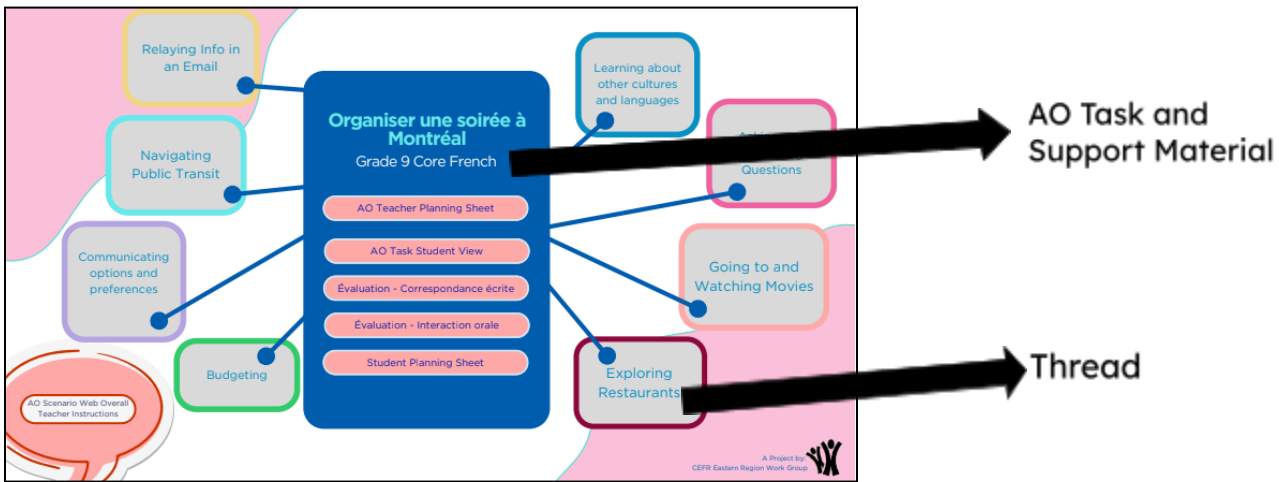 Relaying Info in
an Email
Navigating
Public Transit
Communicating
options and
preferences
Budgeting
AO Scenario Web Overall
Teacher Instructions
Organiser une soirée à
Montréal
Grade 9 Core French
AO Teacher Planning Sheet
AO Task Student View
Évaluation - Correspondance écrite
Évaluation - Interaction orale
Student Planning Sheet
Learning about
other cultures
and languages
Questions
Going to and
Watching Movies
Exploring
Restaurants
A Project by:
CEFR Eastern Region Work Group
AO Task and
Support Material
Thread